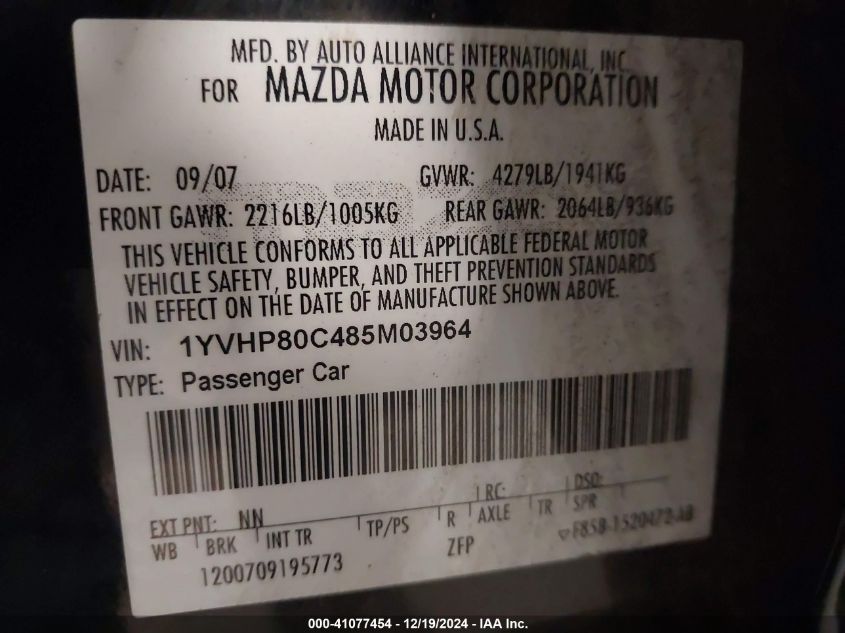 MFD. BY AUTO ALLIANCE INTERNATIONAL, INC.
FOR MAZDA MOTOR CORPORATION
MADE IN U.S.A.
DATE: 09/07 GVWR: 4279LB/1941KG
FRONT GAWR: 2216LB/1005KG REAR GAWR: 2064LB/936KG
THIS VEHICLE CONFORMS TO ALL APPLICABLE FEDERAL MOTOR
VEHICLE SAFETY, BUMPER, AND THEFT PREVENTION STANDARDS
IN EFFECT ON THE DATE OF MANUFACTURE SHOWN ABOVE.
VIN: 1YVHP80C485M03964
TYPE: Passenger Car
EXT PNT: NN RC: DSO:
WB BRK INT TR TP/PS R AXLE TR SPR
ZFP F85B-1520472-AB
1200709195773
000-41077454 - 12/19/2024 - IAA Inc.